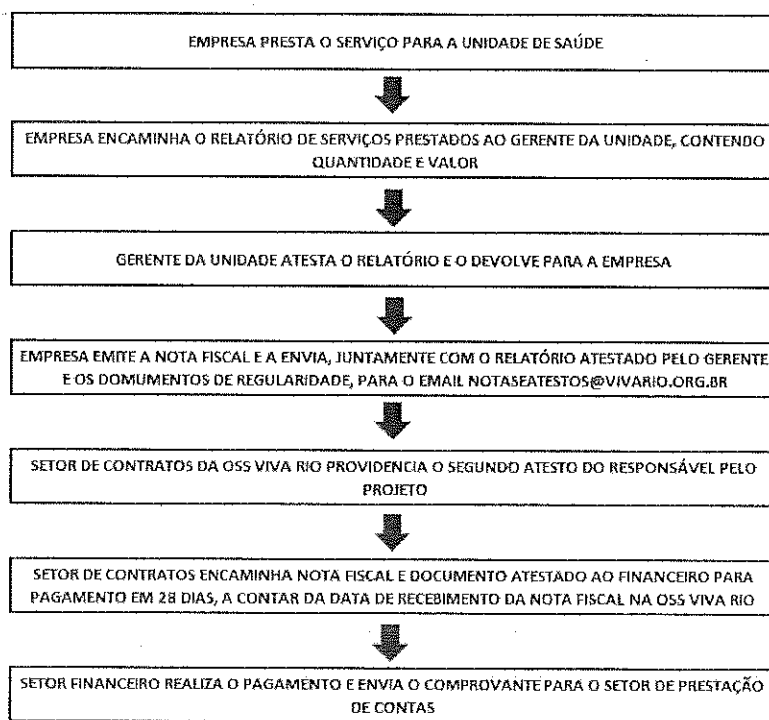 EMPRESA PRESTA O SERVIÇO PARA A UNIDADE DE SAÚDE
EMPRESA ENCAMINHA O RELATÓRIO DE SERVIÇOS PRESTADOS AO GERENTE DA UNIDADE, CONTENDO
QUANTIDADE E VALOR
GERENTE DA UNIDADE ATESTA O RELATÓRIO E O DEVOLVE PARA A EMPRESA
EMPRESA EMITE A NOTA FISCAL E A ENVIA, JUNTAMENTE COM O RELATÓRIO ATESTADO PELO GERENTE
E OS DOMUMENTOS DE REGULARIDADE, PARA O EMAIL NOTASEATESTOS@VIVARIO.ORG.BR
SETOR DE CONTRATOS DA OSS VIVA RIO PROVIDENCIA O SEGUNDO ATESTO DO RESPONSÁVEL PELO
PROJETO
SETOR DE CONTRATOS ENCAMINHA NOTA FISCAL E DOCUMENTO ATESTADO AO FINANCEIRO PARA
PAGAMENTO EM 28 DIAS, A CONTAR DA DATA DE RECEBIMENTO DA NOTA FISCAL NA OSS VIVA RIO
SETOR FINANCEIRO REALIZA O PAGAMENTO E ENVIA O COMPROVANTE PARA O SETOR DE PRESTAÇÃO
DE CONTAS